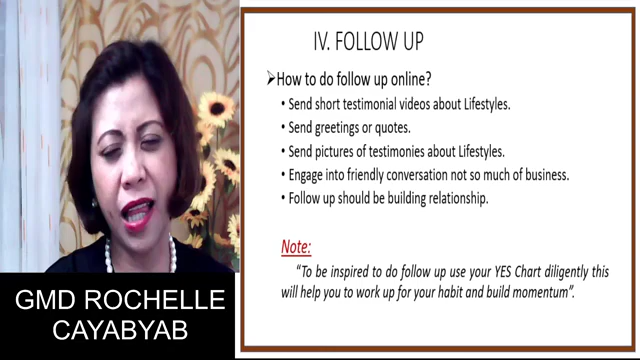 IV. FOLLOW UP
➢How to do follow up online?
• Send short testimonial videos about Lifestyles.
• Send greetings or quotes.
• Send pictures of testimonies about Lifestyles.
• Engage into friendly conversation not so much of business.
• Follow up should be building relationship.
Note:
“To be inspired to do follow up use your YES Chart diligently this
will help you to work up for your habit and build momentum”.
GMD ROCHELLE
CAYABYAB